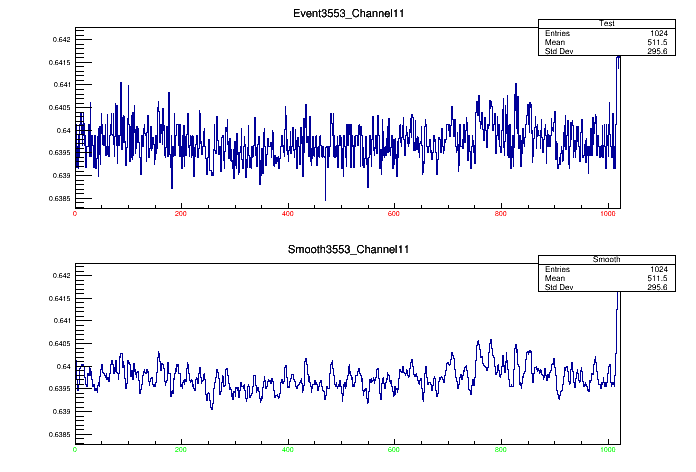 Event3553_Channel11
Test
Entries 1024
Mean 511.5
Std Dev 295.6
0.642
0.6415
0.641
0.6405
0.64
0.6395
0.639
0.6385
0 200 400 600 800 1000
Smooth3553_Channel11
Smooth
Entries 1024
Mean 511.5
Std Dev 295.6
0.642
0.6415
0.641
0.6405
0.64
0.6395
0.639
0.6385
0 200 400 600 800 1000